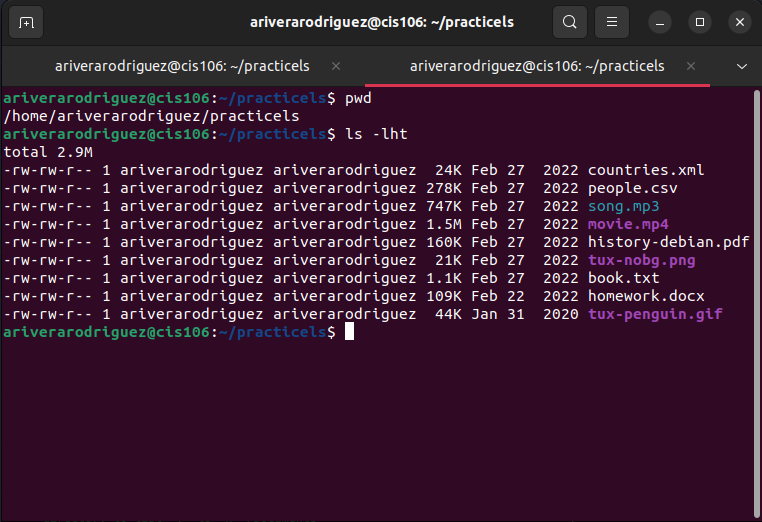 ariverarodriguez@cis106: ~/practicels
ariverarodriguez@cis106: ~/practicels
ariverarodriguez@cis106: ~/practicels
ariverarodriguez@cis106:~/practicels$ pwd
/home/ariverarodriguez/practicels
ariverarodriguez@cis106:~/practicels$ ls -lht
total 2.9M
-rw-rw-r-- 1 ariverarodriguez ariverarodriguez  24K Feb 27  2022 countries.xml
-rw-rw-r-- 1 ariverarodriguez ariverarodriguez 278K Feb 27  2022 people.csv
-rw-rw-r-- 1 ariverarodriguez ariverarodriguez 747K Feb 27  2022 song.mp3
-rw-rw-r-- 1 ariverarodriguez ariverarodriguez 1.5M Feb 27  2022 movie.mp4
-rw-rw-r-- 1 ariverarodriguez ariverarodriguez 160K Feb 27  2022 history-debian.pdf
-rw-rw-r-- 1 ariverarodriguez ariverarodriguez  21K Feb 27  2022 tux-nobg.png
-rw-rw-r-- 1 ariverarodriguez ariverarodriguez 1.1K Feb 27  2022 book.txt
-rw-rw-r-- 1 ariverarodriguez ariverarodriguez 109K Feb 22  2022 homework.docx
-rw-rw-r-- 1 ariverarodriguez ariverarodriguez  44K Jan 31  2020 tux-penguin.gif
ariverarodriguez@cis106:~/practicels$